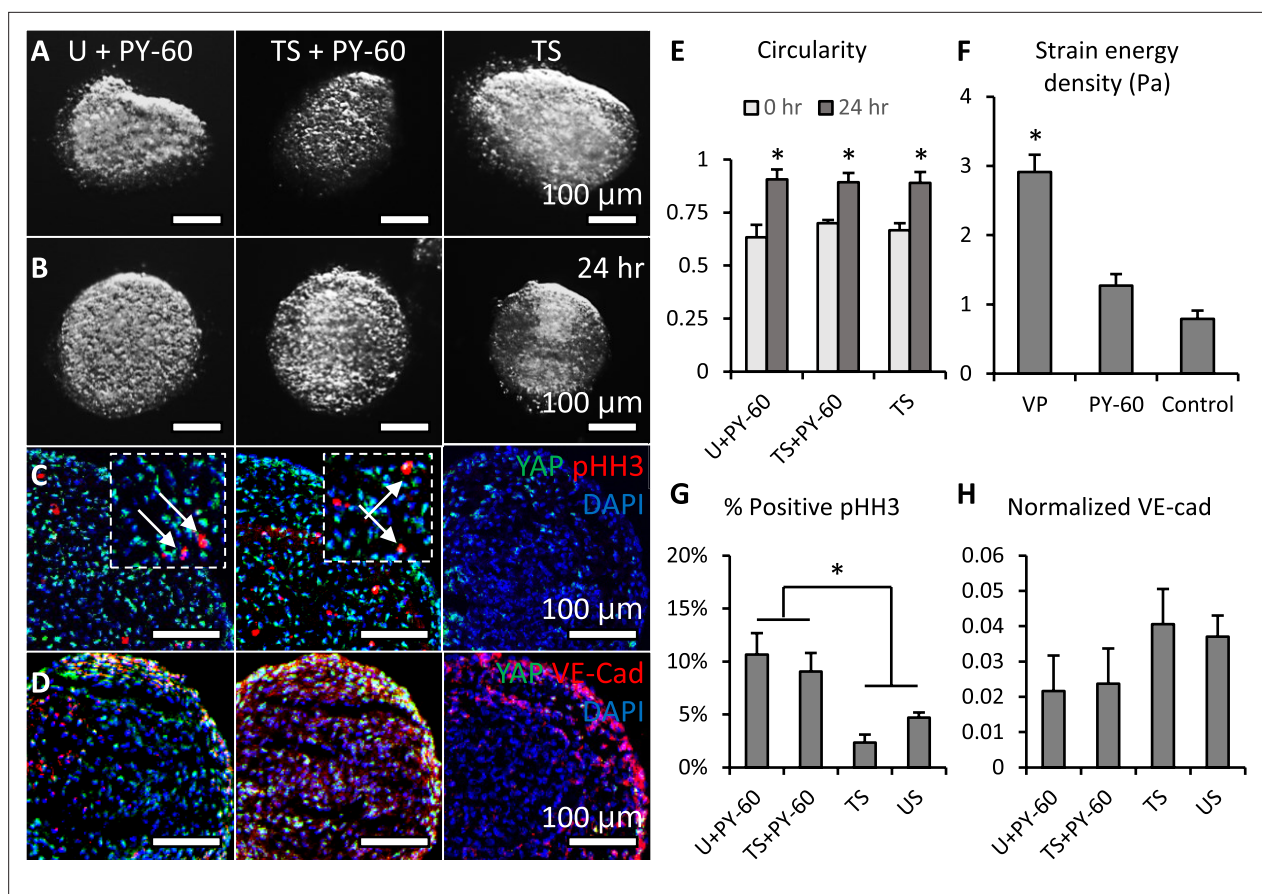 A
U + PY-60
TS + PY-60
TS
100 µm
B
24 hr
100 µm
C
YAP pHH3
DAPI
100 µm
D
YAP VE-Cad
DAPI
100 µm
E
Circularity
0 hr
24 hr
*
*
*
1
0.75
0.5
0.25
0
U+PY-60
TS+PY-60
TS
F
Strain energy
density (Pa)
4
3
2
1
0
*
VP
PY-60
Control
G
% Positive pHH3
20%
15%
10%
5%
0%
*
U+PY-60
TS+PY-60
TS
US
H
Normalized VE-cad
0.06
0.05
0.04
0.03
0.02
0.01
0
U+PY-60
TS+PY-60
TS
US